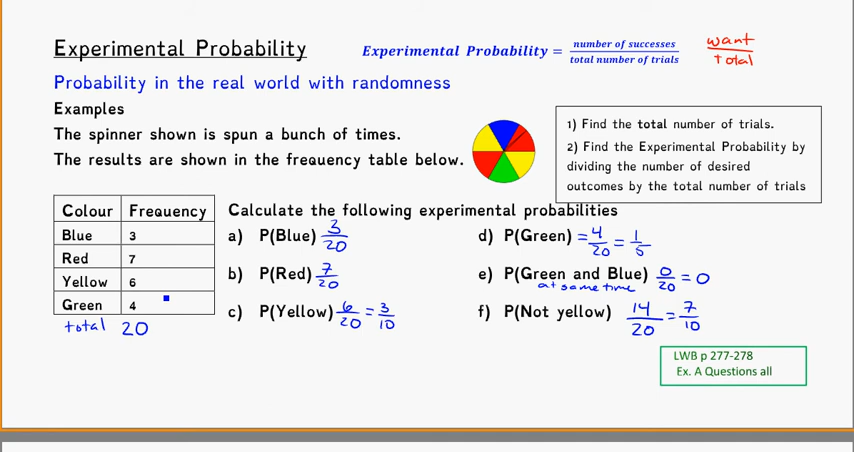 Experimental Probability
Experimental Probability = number of successes / total number of trials
want / total
Probability in the real world with randomness
Examples
The spinner shown is spun a bunch of times.
The results are shown in the frequency table below.
1) Find the total number of trials.
2) Find the Experimental Probability by
dividing the number of desired
outcomes by the total number of trials
Colour Frequency
Blue 3
Red 7
Yellow 6
Green 4
total 20
Calculate the following experimental probabilities
a) P(Blue) 3/20
b) P(Red) 7/20
c) P(Yellow) 6/20 = 3/10
d) P(Green) = 4/20 = 1/5
e) P(Green and Blue) 0/20 = 0
at same time
f) P(Not yellow) 14/20 = 7/10
LWB p 277-278
Ex. A Questions all